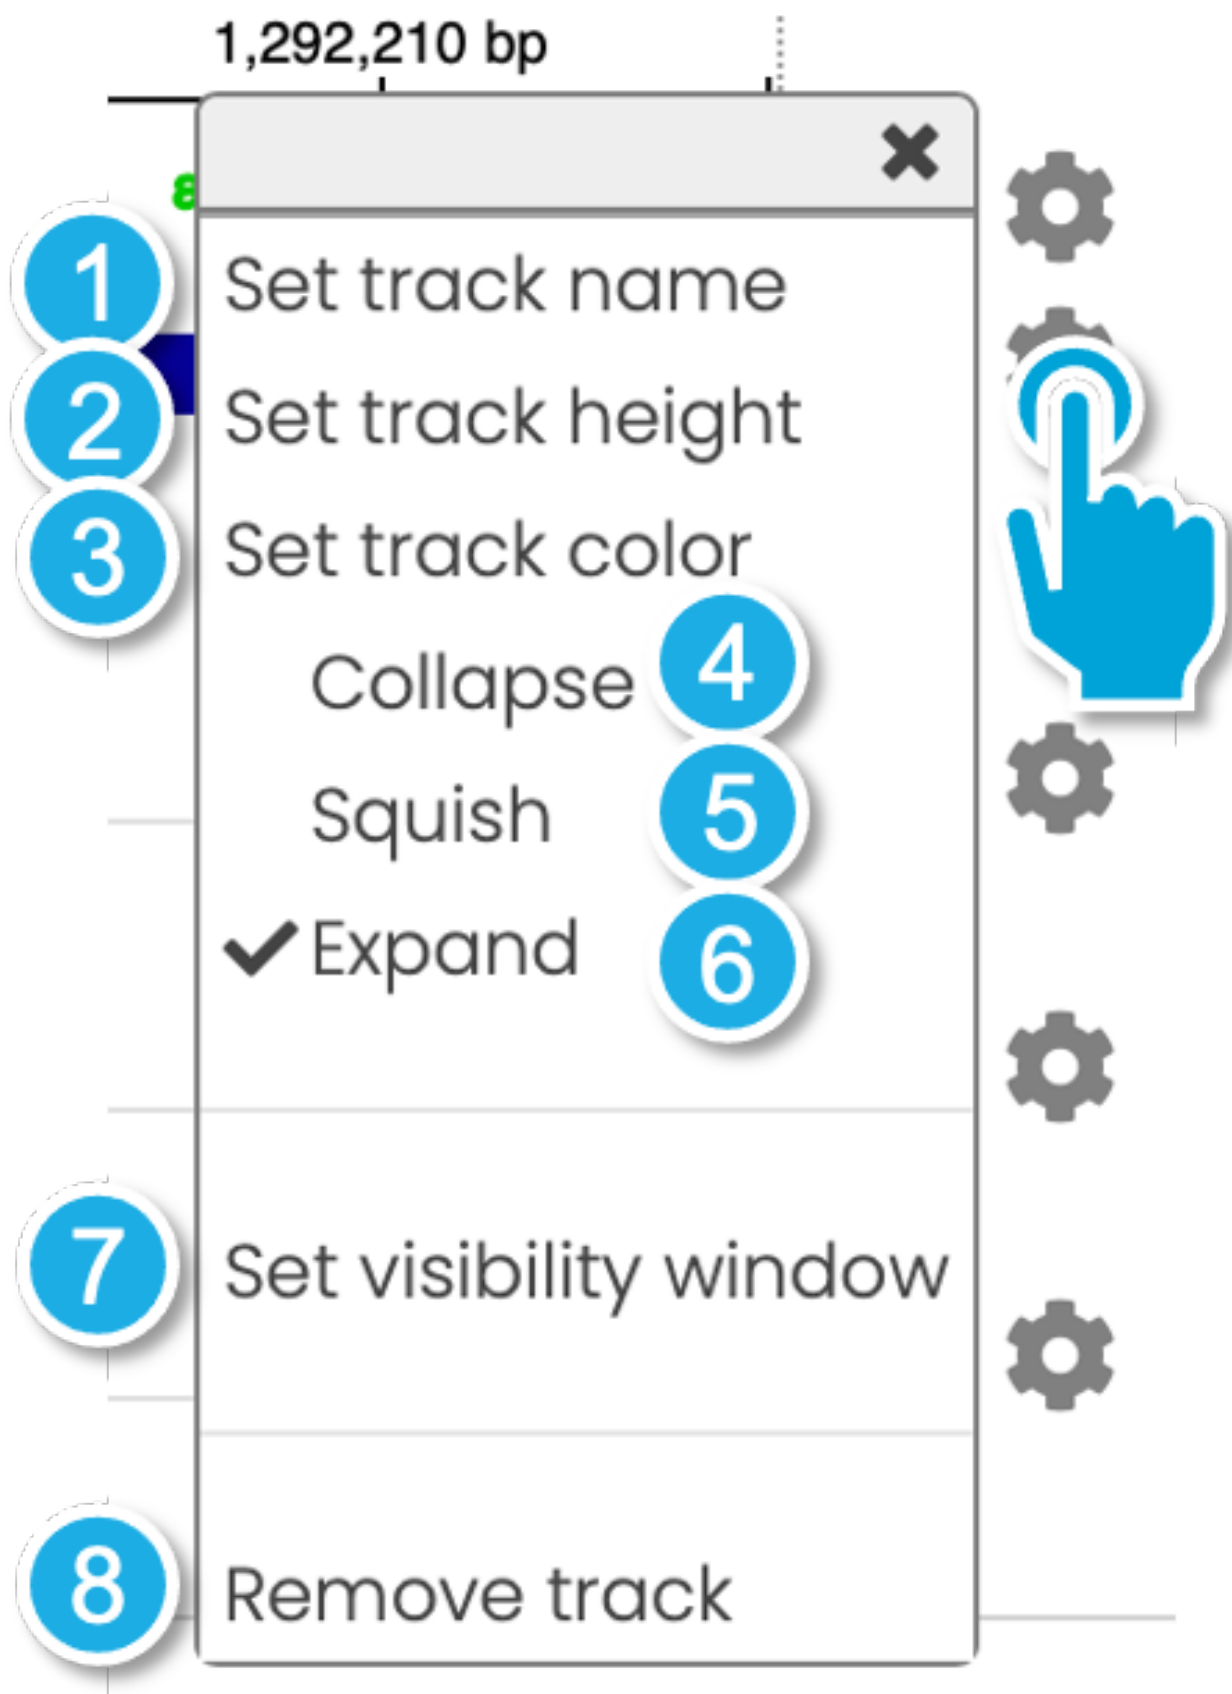 1,292,210 bp
1 Set track name
2 Set track height
3 Set track color
Collapse 4
Squish 5
Expand 6
7 Set visibility window
8 Remove track